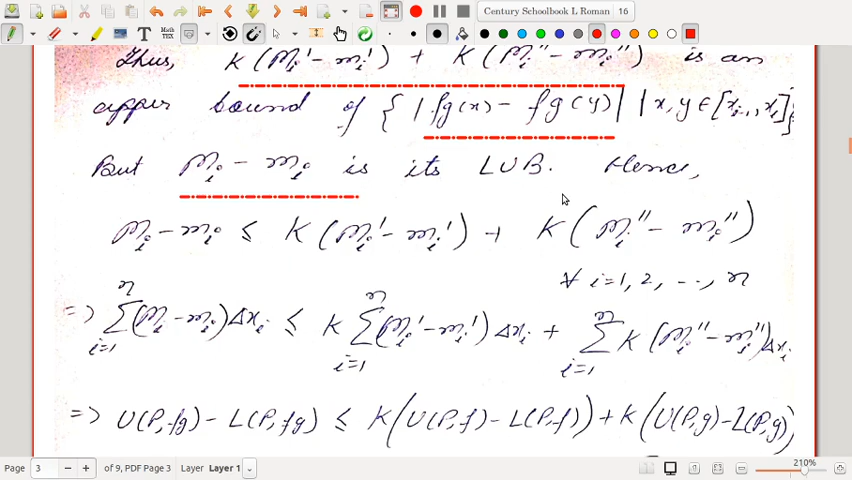 Century Schoolbook L Roman 16
Thus, K(Mi' - mi') + K(Mi'' - mi'') is an
upper bound of { |fg(x) - fg(y)| | x, y ∈ [xi-1, xi]}
But Mi - mi is its LUB. Hence,
Mi - mi ≤ K(Mi' - mi') + K(Mi'' - mi'')
∀ i=1, 2, ..., n
=> ∑_{i=1}^{n} (Mi - mi)Δxi ≤ K ∑_{i=1}^{n} (Mi' - mi')Δxi + ∑_{i=1}^{n} K(Mi'' - mi'')Δxi
=> U(P,fg) - L(P,fg) ≤ K(U(P,f) - L(P,f)) + K(U(P,g) - L(P,g))
Page 3 of 9, PDF Page 3 Layer Layer 1 210%